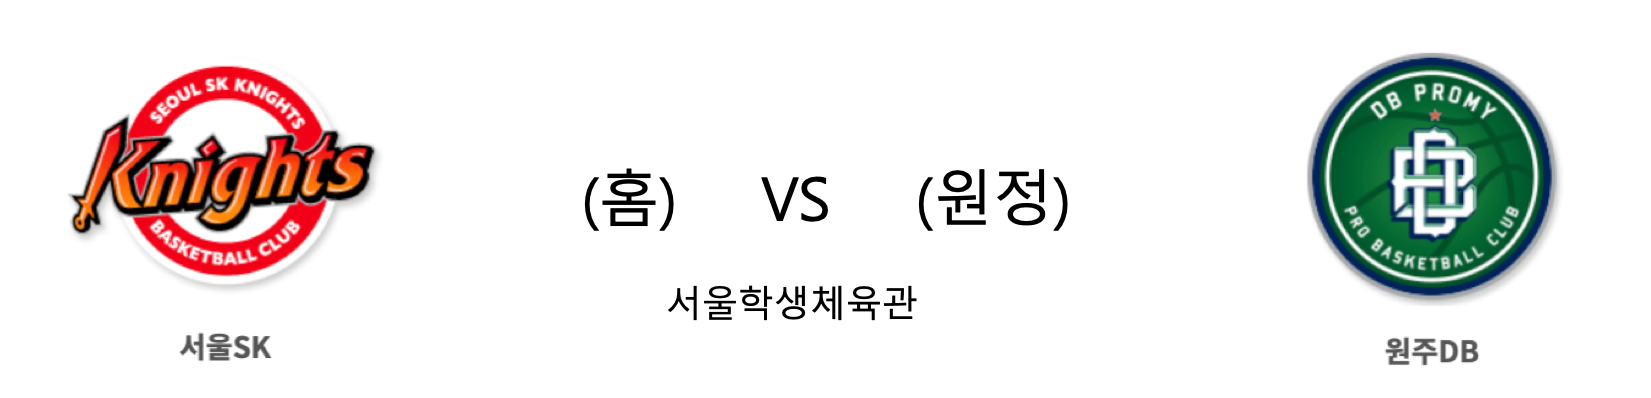 SEOUL SK KNIGHTS
Knights
BASKETBALL CLUB
서울SK
(홈) VS (원정)
서울학생체육관
DB PROMY
DB
PRO BASKETBALL CLUB
원주DB